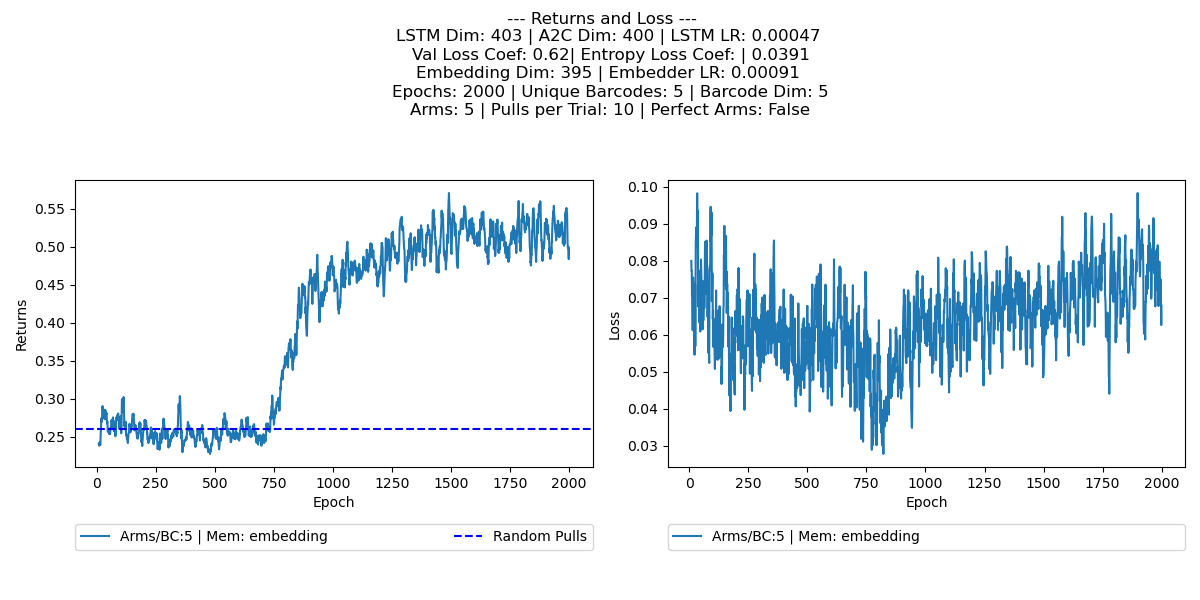 --- Returns and Loss ---
LSTM Dim: 403 | A2C Dim: 400 | LSTM LR: 0.00047
Val Loss Coef: 0.62| Entropy Loss Coef: | 0.0391
Embedding Dim: 395 | Embedder LR: 0.00091
Epochs: 2000 | Unique Barcodes: 5 | Barcode Dim: 5
Arms: 5 | Pulls per Trial: 10 | Perfect Arms: False
Returns
0.55
0.50
0.45
0.40
0.35
0.30
0.25
0 250 500 750 1000 1250 1500 1750 2000
Epoch
Arms/BC:5 | Mem: embedding Random Pulls
Loss
0.10
0.09
0.08
0.07
0.06
0.05
0.04
0.03
0 250 500 750 1000 1250 1500 1750 2000
Epoch
Arms/BC:5 | Mem: embedding